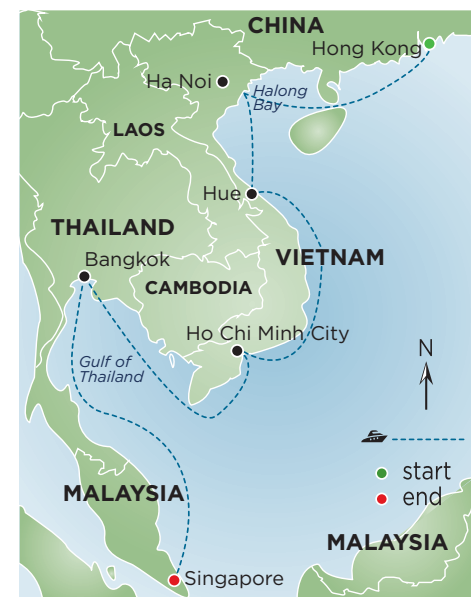 CHINA
Hong Kong
Ha Noi
Halong
Bay
LAOS
Hue
THAILAND
Bangkok
VIETNAM
CAMBODIA
Ho Chi Minh City
Gulf of
Thailand
N
start
end
MALAYSIA
MALAYSIA
Singapore